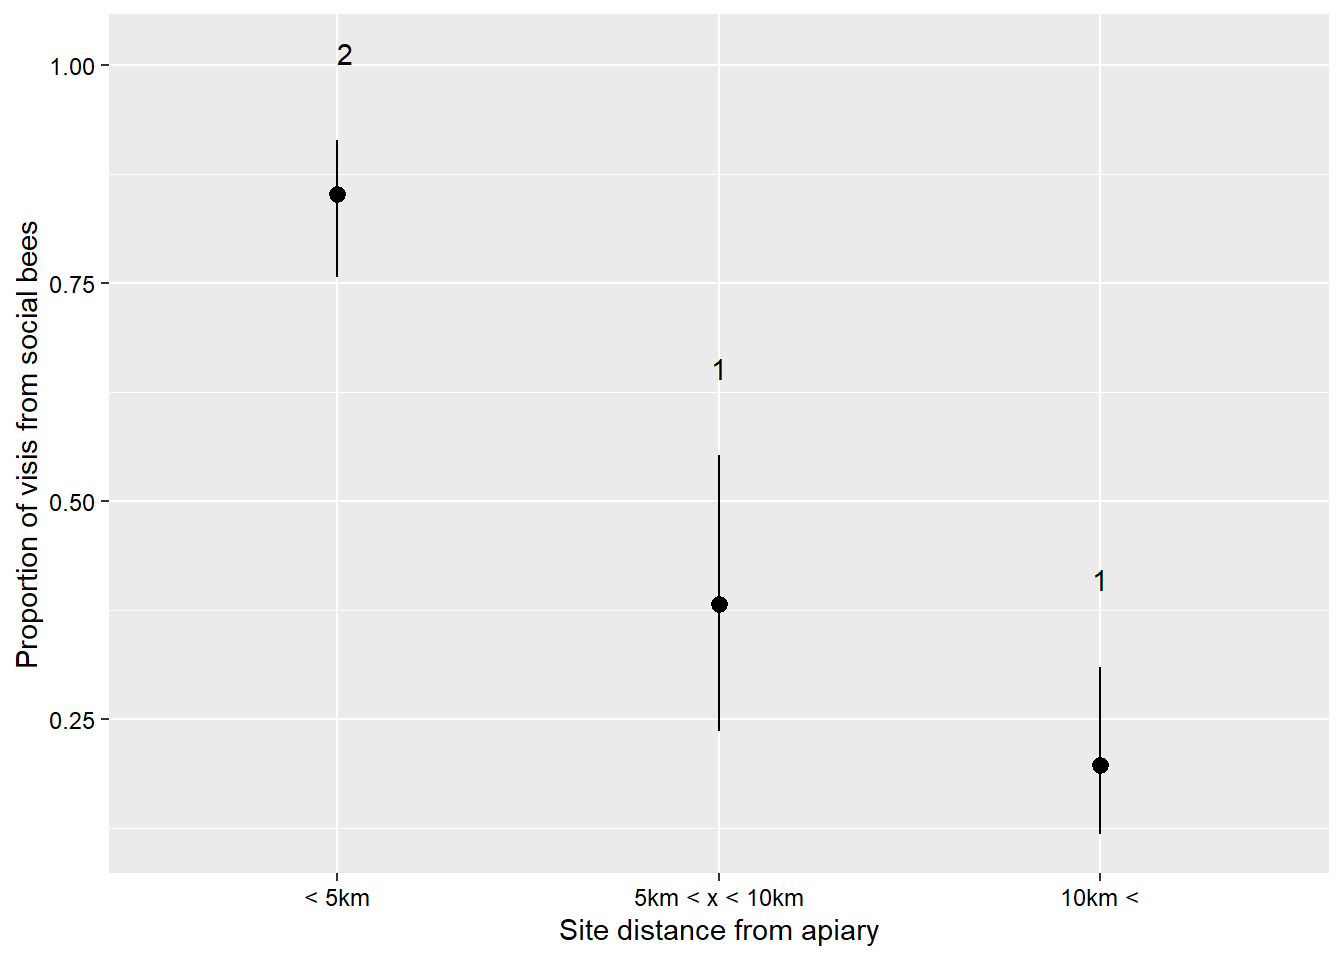 Proportion of visis from social bees
1.00
0.75
0.50
0.25
2
1
1
< 5km
5km < x < 10km
10km <
Site distance from apiary